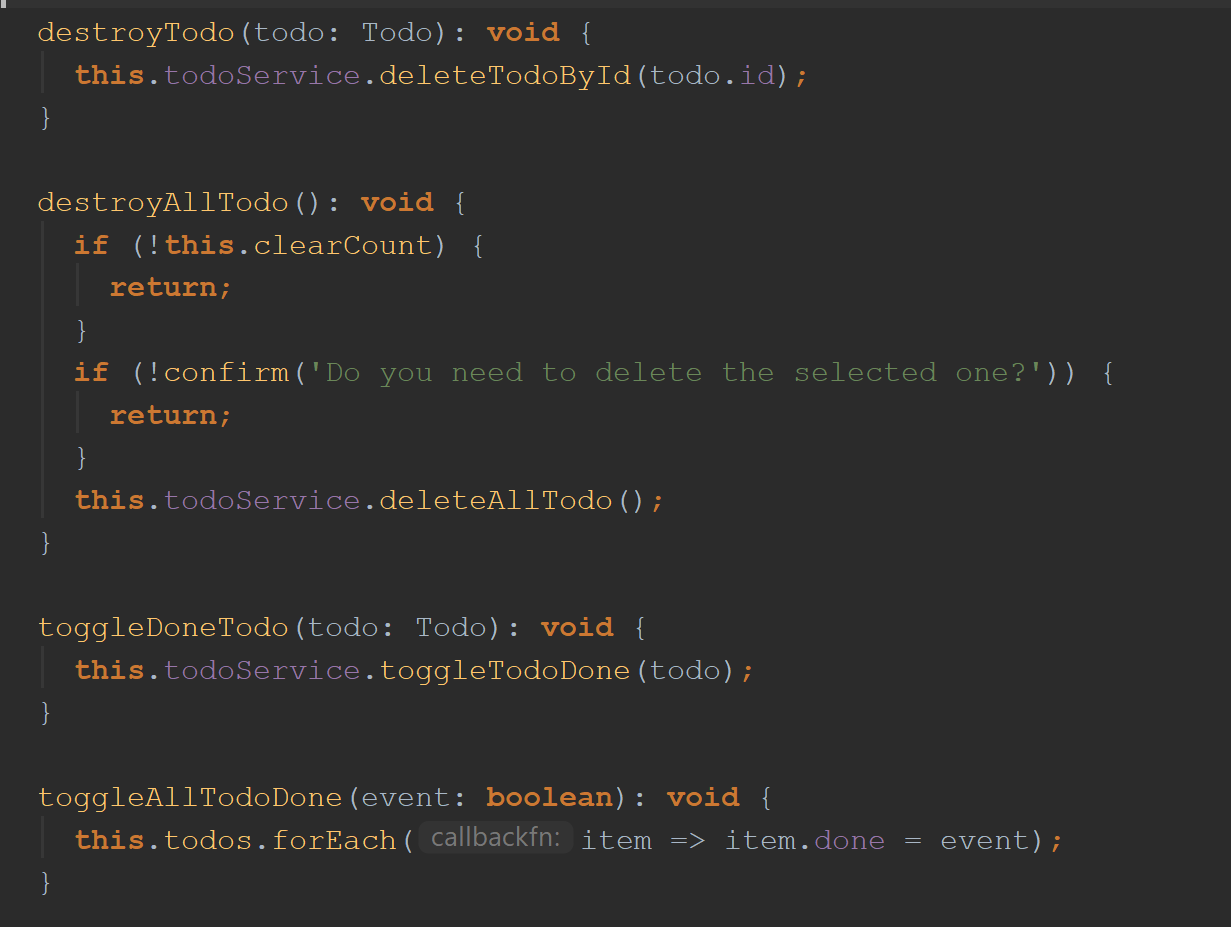 destroyTodo(todo: Todo): void {
  this.todoService.deleteTodoById(todo.id);
}

destroyAllTodo(): void {
  if (!this.clearCount) {
    return;
  }
  if (!confirm('Do you need to delete the selected one?')) {
    return;
  }
  this.todoService.deleteAllTodo();
}

toggleDoneTodo(todo: Todo): void {
  this.todoService.toggleTodoDone(todo);
}

toggleAllTodoDone(event: boolean): void {
  this.todos.forEach( callbackfn: item => item.done = event);
}